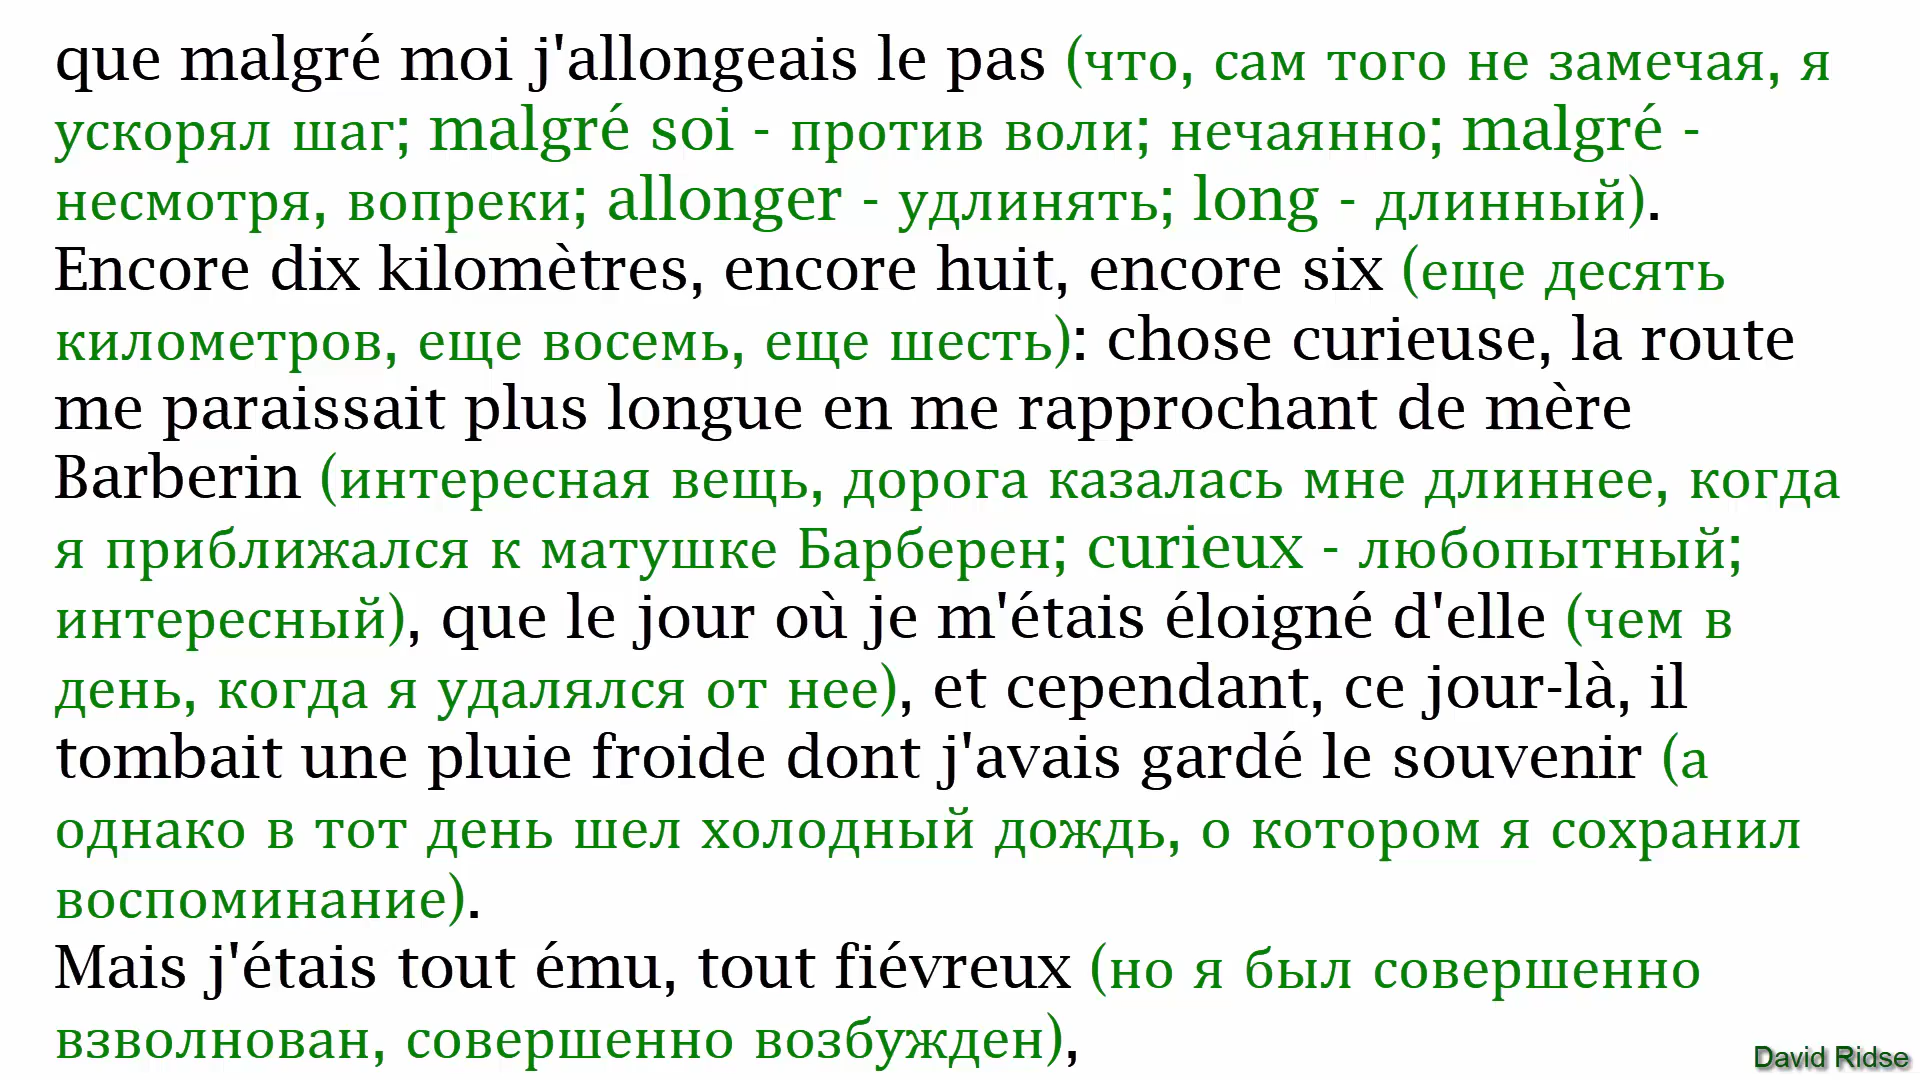 que malgré moi j'allongeais le pas (что, сам того не замечая, я
ускорял шаг; malgré soi - против воли; нечаянно; malgré -
несмотря, вопреки; allonger - удлинять; long - длинный).
Encore dix kilomètres, encore huit, encore six (еще десять
километров, еще восемь, еще шесть): chose curieuse, la route
me paraissait plus longue en me rapprochant de mère
Barberin (интересная вещь, дорога казалась мне длиннее, когда
я приближался к матушке Барберен; curieux - любопытный;
интересный), que le jour où je m'étais éloigné d'elle (чем в
день, когда я удалялся от нее), et cependant, ce jour-là, il
tombait une pluie froide dont j'avais gardé le souvenir (а
однако в тот день шел холодный дождь, о котором я сохранил
воспоминание).
Mais j'étais tout ému, tout fiévreux (но я был совершенно
взволнован, совершенно возбужден),
David Ridse